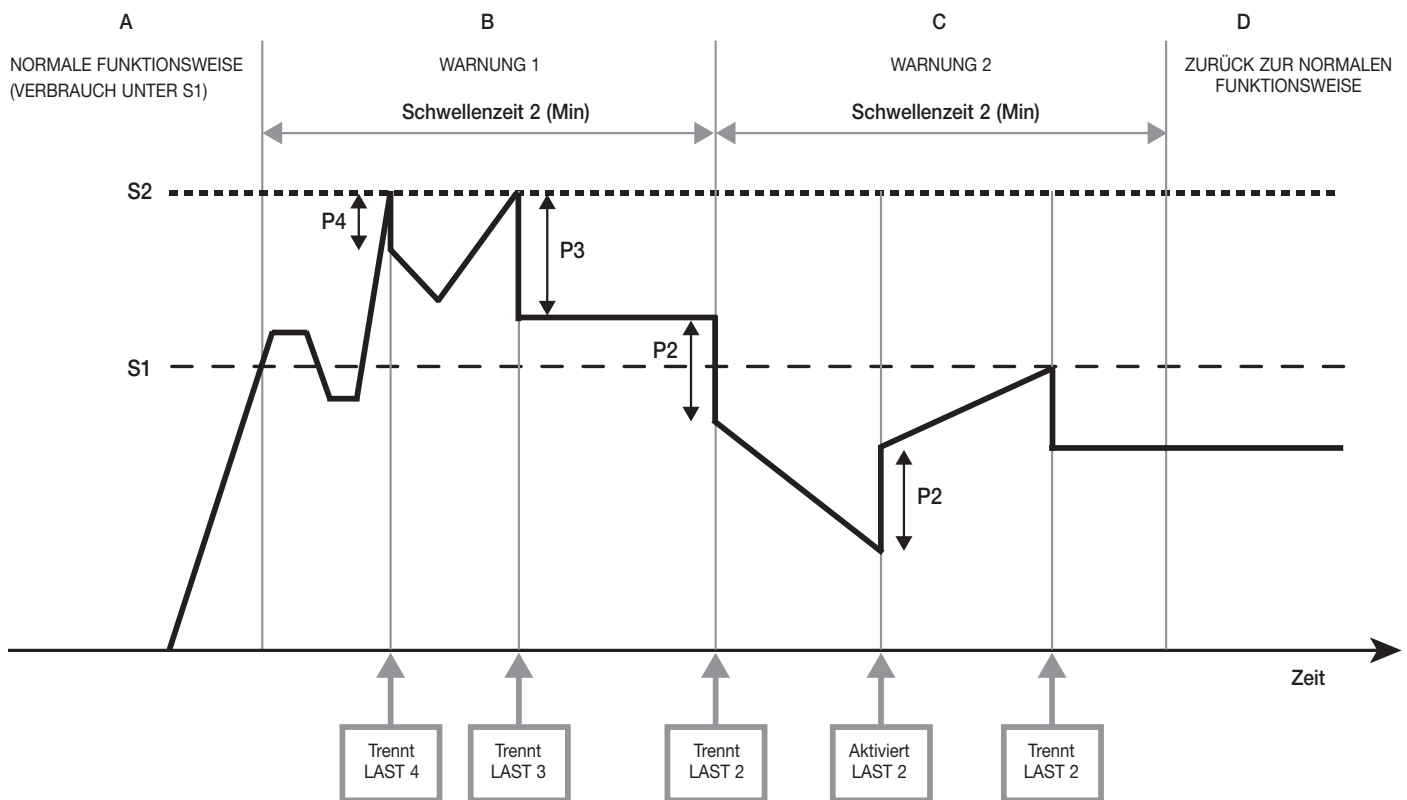 A
B
C
D
NORMALE FUNKTIONSWEISE
(VERBRAUCH UNTER S1)
WARNUNG 1
WARNUNG 2
ZURÜCK ZUR NORMALEN
FUNKTIONSWEISE
Schwellenzeit 2 (Min)
Schwellenzeit 2 (Min)
S2
P4
P3
P2
S1
P2
Zeit
Trennt
LAST 4
Trennt
LAST 3
Trennt
LAST 2
Aktiviert
LAST 2
Trennt
LAST 2